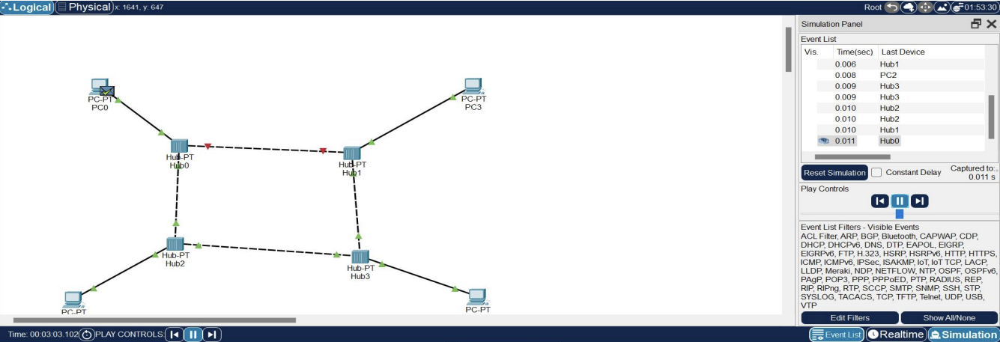 Logical Physical x: 1641, y: 647 Root 01:53:30
PC-PT
PC0
PC-PT
PC3
Hub-PT
Hub0
Hub-PT
Hub1
Hub-PT
Hub2
Hub-PT
Hub3
PC-PT
PC-PT
Simulation Panel
Event List
Vis. Time(sec) Last Device
0.006 Hub1
0.008 PC2
0.009 Hub3
0.009 Hub3
0.010 Hub2
0.010 Hub2
0.010 Hub1
0.011 Hub0
Reset Simulation Constant Delay Captured to:
0.011 s
Play Controls
Event List Filters - Visible Events
ACL Filter, ARP, BGP, Bluetooth, CAPWAP, CDP,
DHCP, DHCPv6, DNS, DTP, EAPOL, EIGRP,
EIGRPv6, FTP, H.323, HSRP, HSRPv6, HTTP, HTTPS,
ICMP, ICMPv6, IPSec, ISAKMP, IoT, IoT TCP, LACP,
LLDP, Meraki, NDP, NETFLOW, NTP, OSPF, OSPFv6,
PAgP, POP3, PPP, PPPoED, PTP, RADIUS, REP,
RIP, RIPng, RTP, SCCP, SMTP, SNMP, SSH, STP,
SYSLOG, TACACS, TCP, TFTP, Telnet, UDP, USB,
VTP
Edit Filters Show All/None
Time: 00:03:03.102 PLAY CONTROLS: Event List Realtime Simulation